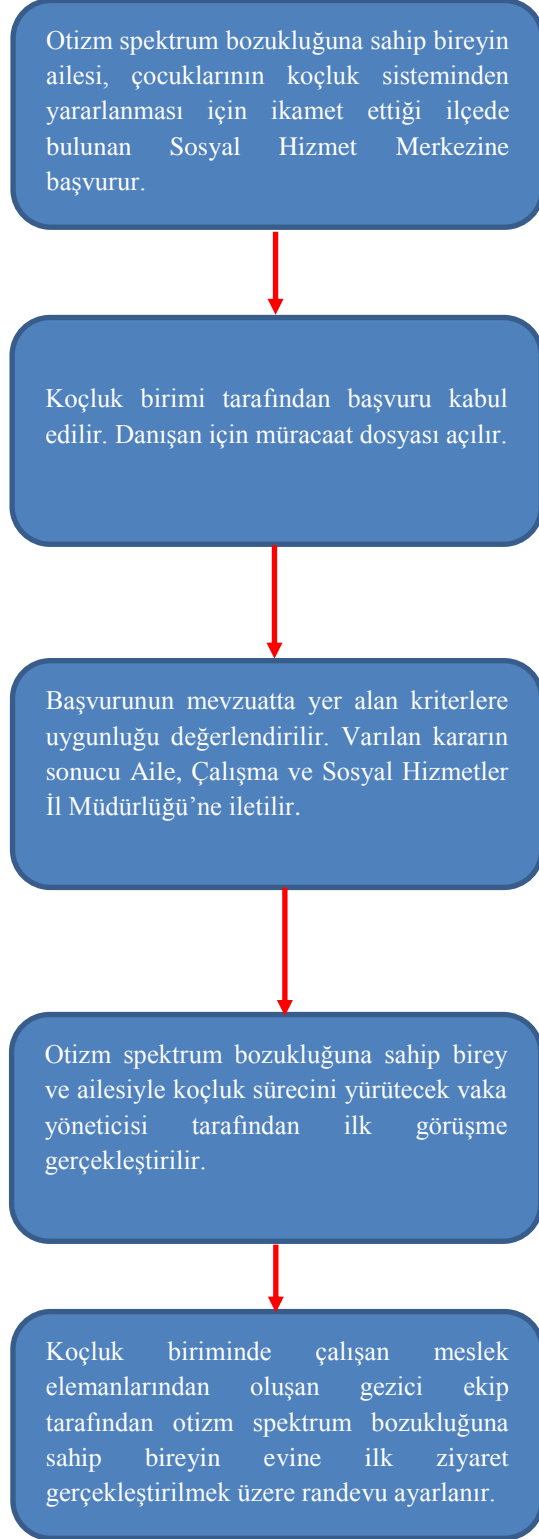 Otizm spektrum bozukluğuna sahip bireyin
ailesi, çocuklarının koçluk sisteminden
yararlanması için ikamet ettiği ilçede
bulunan Sosyal Hizmet Merkezine
başvurur.
Koçluk birimi tarafından başvuru kabul
edilir. Danışan için müracaat dosyası açılır.
Başvurunun mevzuatta yer alan kriterlere
uygunluğu değerlendirilir. Varılan kararın
sonucu Aile, Çalışma ve Sosyal Hizmetler
İl Müdürlüğü’ne iletilir.
Otizm spektrum bozukluğuna sahip birey
ve ailesiyle koçluk sürecini yürütecek vaka
yöneticisi tarafından ilk görüşme
gerçekleştirilir.
Koçluk biriminde çalışan meslek
elemanlarından oluşan gezici ekip
tarafından otizm spektrum bozukluğuna
sahip bireyin evine ilk ziyaret
gerçekleştirilmek üzere randevu ayarlanır.